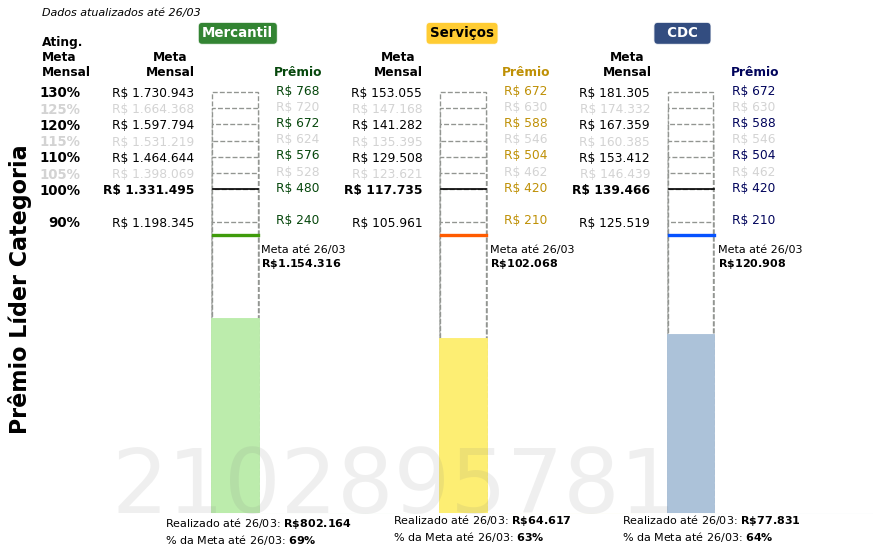 Dados atualizados até 26/03
Mercantil Serviços CDC
Ating. Meta Mensal Meta Mensal Prêmio Meta Mensal Prêmio Meta Mensal Prêmio
130% R$ 1.730.943 R$ 768 R$ 153.055 R$ 672 R$ 181.305 R$ 672
125% R$ 1.664.368 R$ 720 R$ 147.168 R$ 630 R$ 174.332 R$ 630
120% R$ 1.597.794 R$ 672 R$ 141.282 R$ 588 R$ 167.359 R$ 588
115% R$ 1.531.219 R$ 624 R$ 135.395 R$ 546 R$ 160.385 R$ 546
110% R$ 1.464.644 R$ 576 R$ 129.508 R$ 504 R$ 153.412 R$ 504
105% R$ 1.398.069 R$ 528 R$ 123.621 R$ 462 R$ 146.439 R$ 462
100% R$ 1.331.495 R$ 480 R$ 117.735 R$ 420 R$ 139.466 R$ 420
90% R$ 1.198.345 R$ 240 R$ 105.961 R$ 210 R$ 125.519 R$ 210
Meta até 26/03 Meta até 26/03 Meta até 26/03
R$1.154.316 R$102.068 R$120.908
Prêmio Líder Categoria
2102895781
Realizado até 26/03: R$802.164 Realizado até 26/03: R$64.617 Realizado até 26/03: R$77.831
% da Meta até 26/03: 69% % da Meta até 26/03: 63% % da Meta até 26/03: 64%